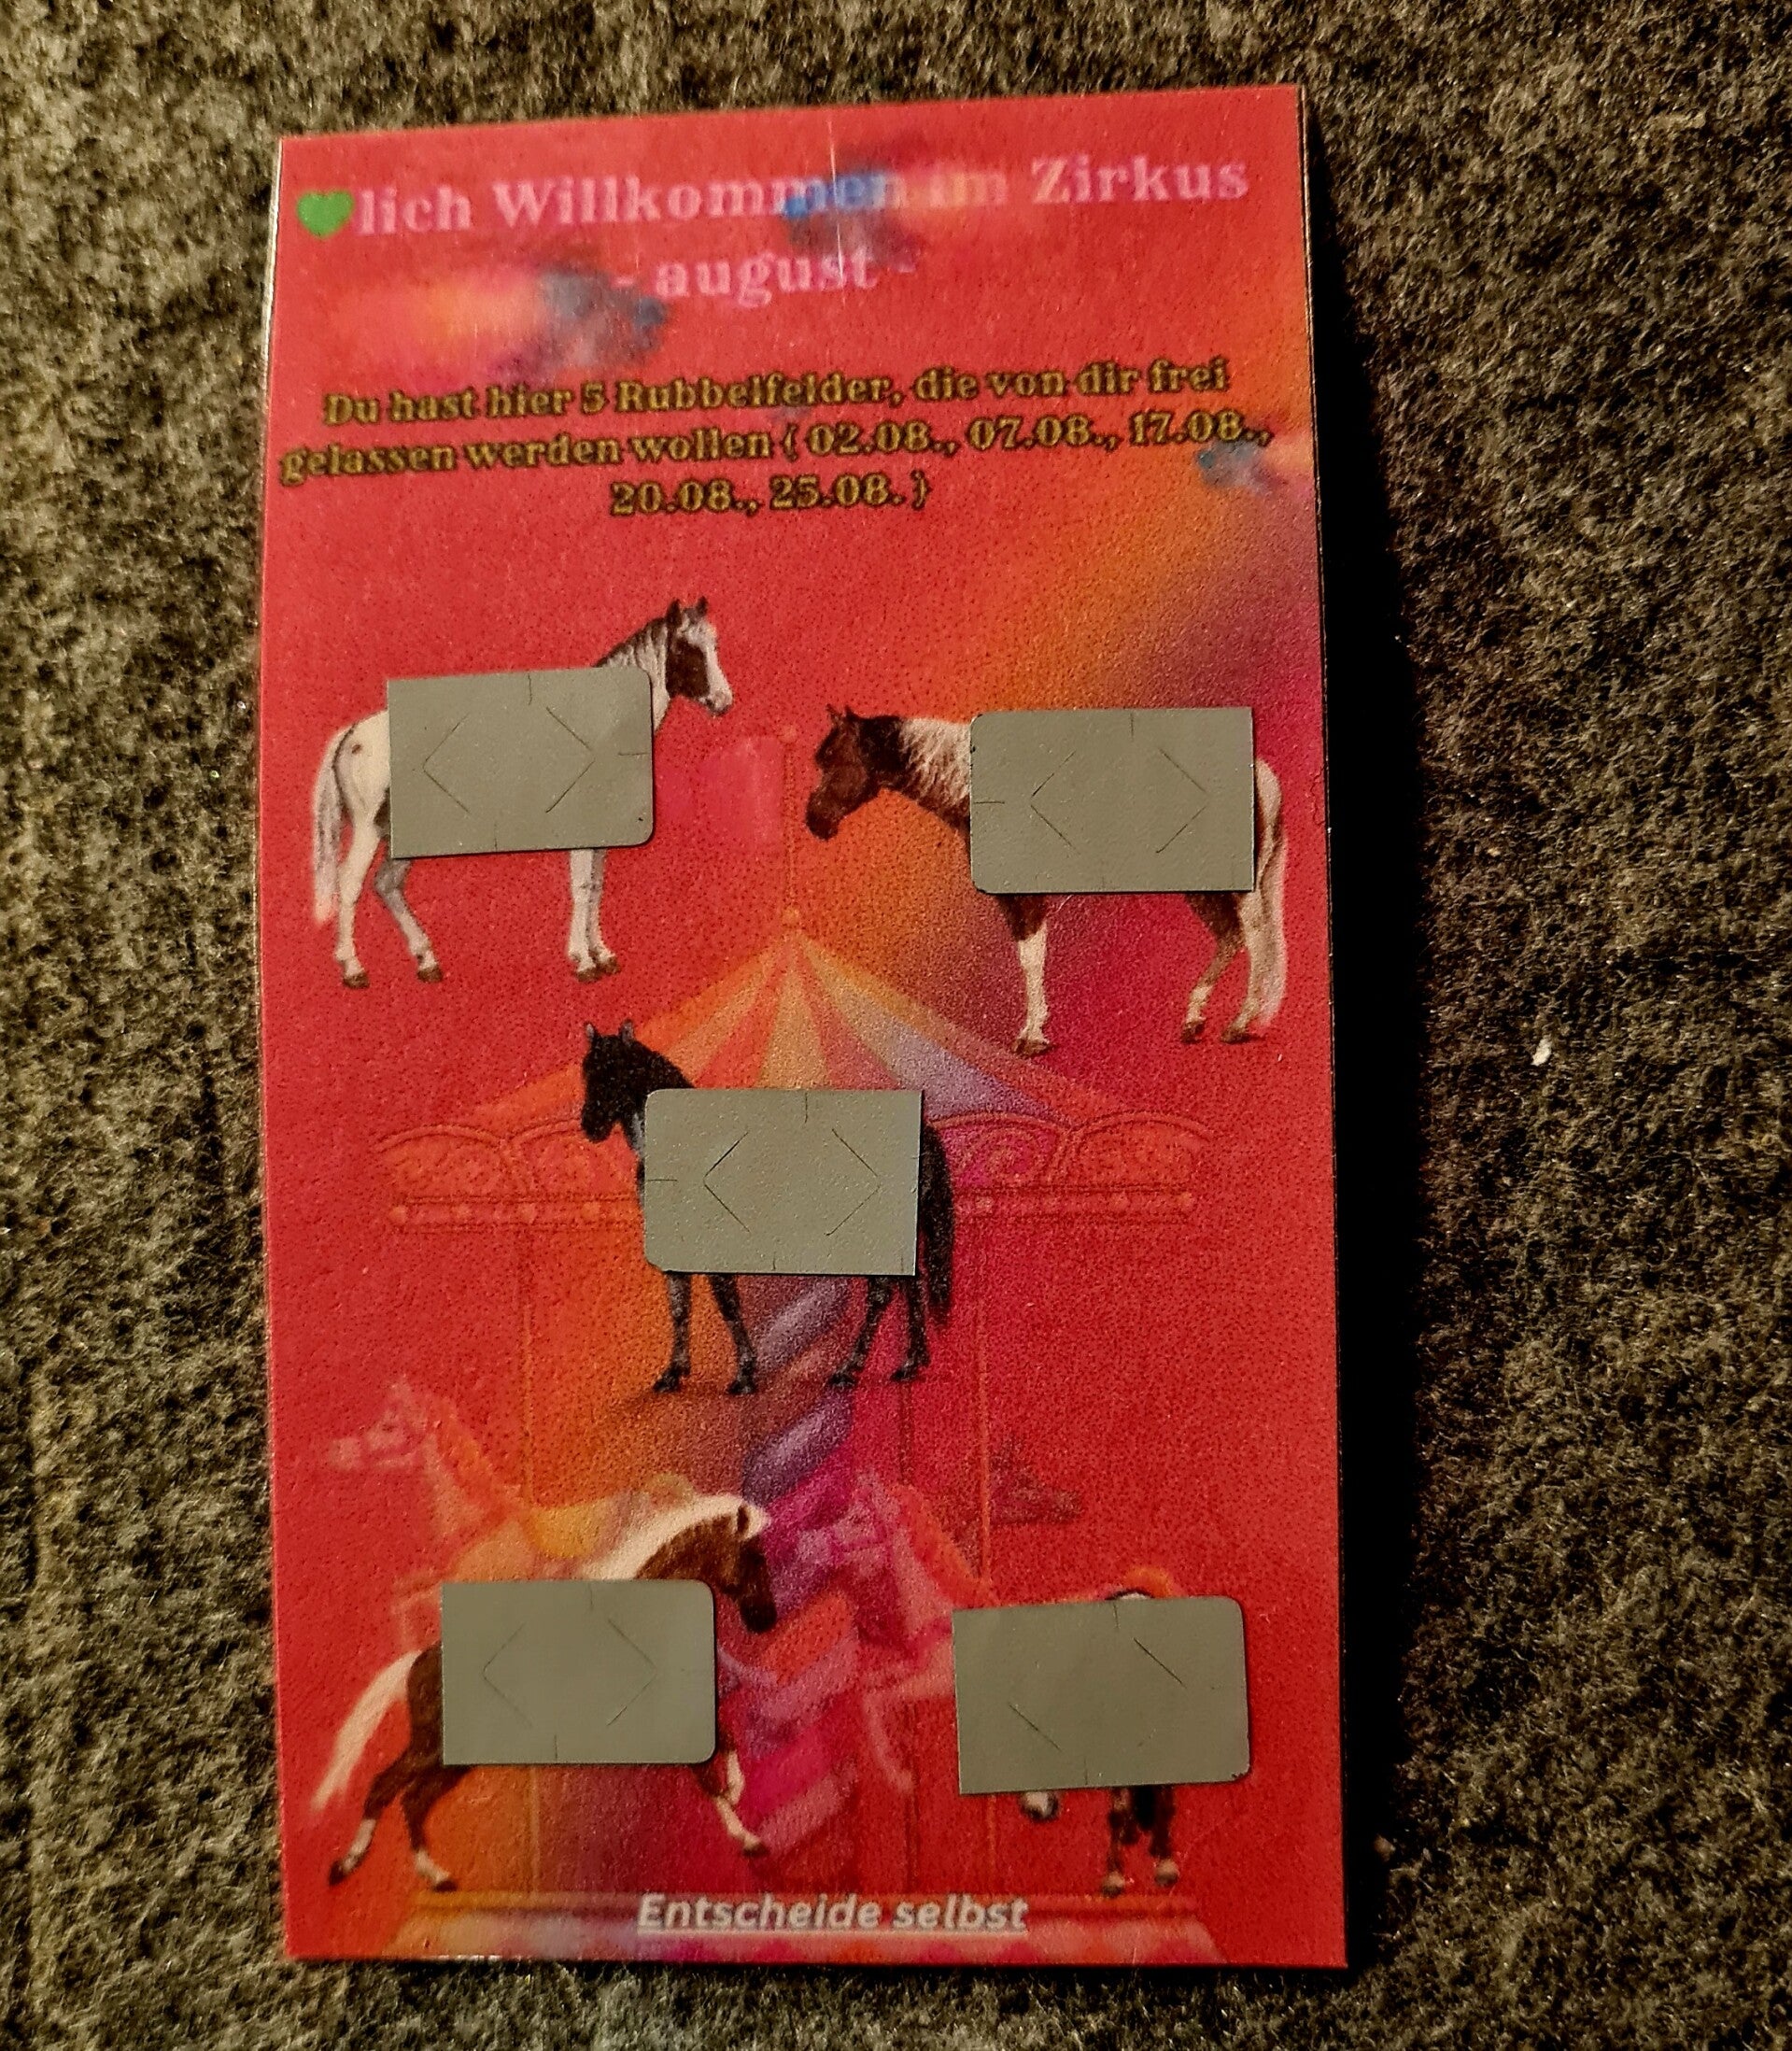 💚lich Willkommen im Zirkus
- august -
Du hast hier 5 Rubbelfelder, die von dir frei
gelassen werden wollen ( 02.08., 07.08., 17.08.,
20.08., 25.08. )
Entscheide selbst